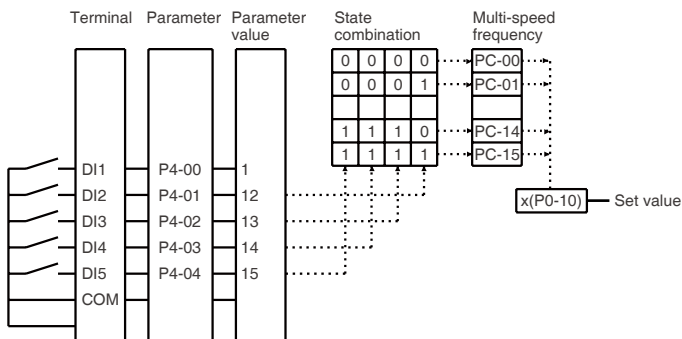 Terminal Parameter Parameter value State combination Multi-speed frequency
0 0 0 0 PC-00
0 0 0 1 PC-01
1 1 1 0 PC-14
1 1 1 1 PC-15
DI1 P4-00 1
DI2 P4-01 12
x(P0-10) Set value
DI3 P4-02 13
DI4 P4-03 14
DI5 P4-04 15
COM